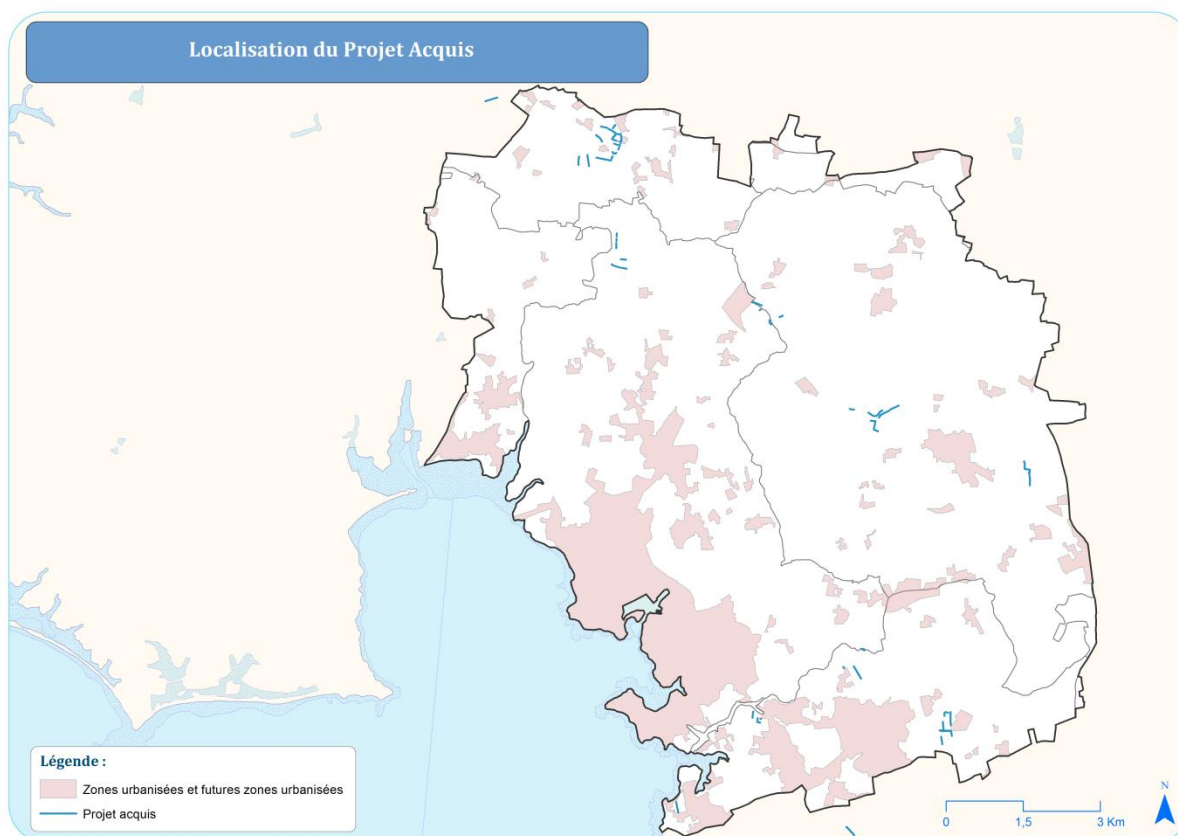 Localisation du Projet Acquis
Légende :
Zones urbanisées et futures zones urbanisées
Projet acquis
N
0 1,5 3 Km